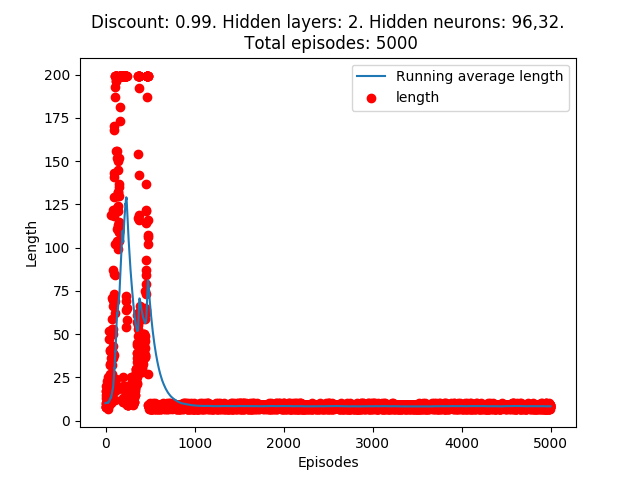 Discount: 0.99. Hidden layers: 2. Hidden neurons: 96,32.
Total episodes: 5000
Running average length
length
200
175
150
125
100
75
50
25
0
Length
0
1000
2000
3000
4000
5000
Episodes